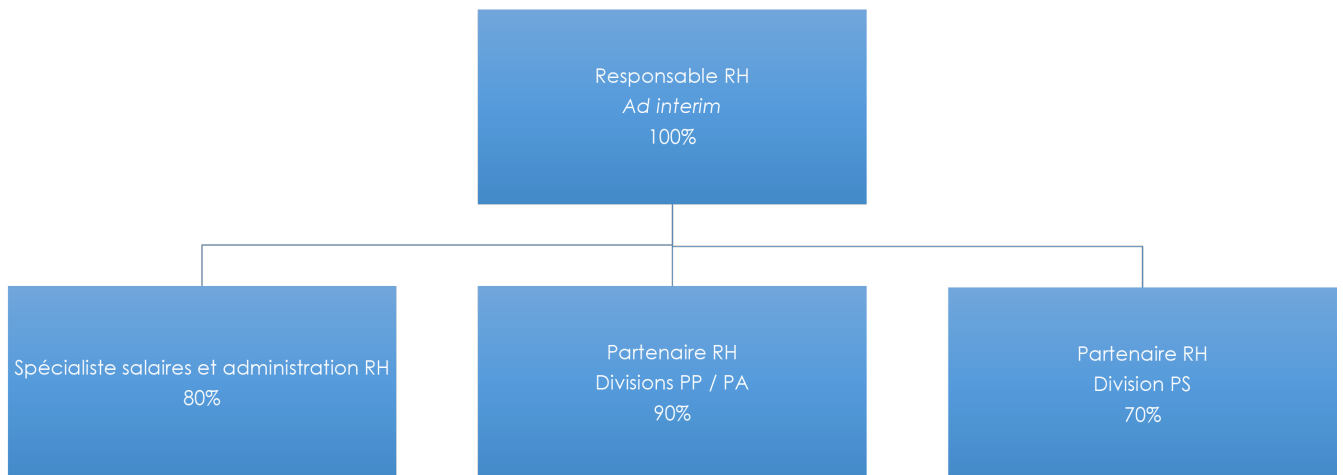 Responsable RH
Ad interim
100%
Spécialiste salaires et administration RH
80%
Partenaire RH
Divisions PP / PA
90%
Partenaire RH
Division PS
70%